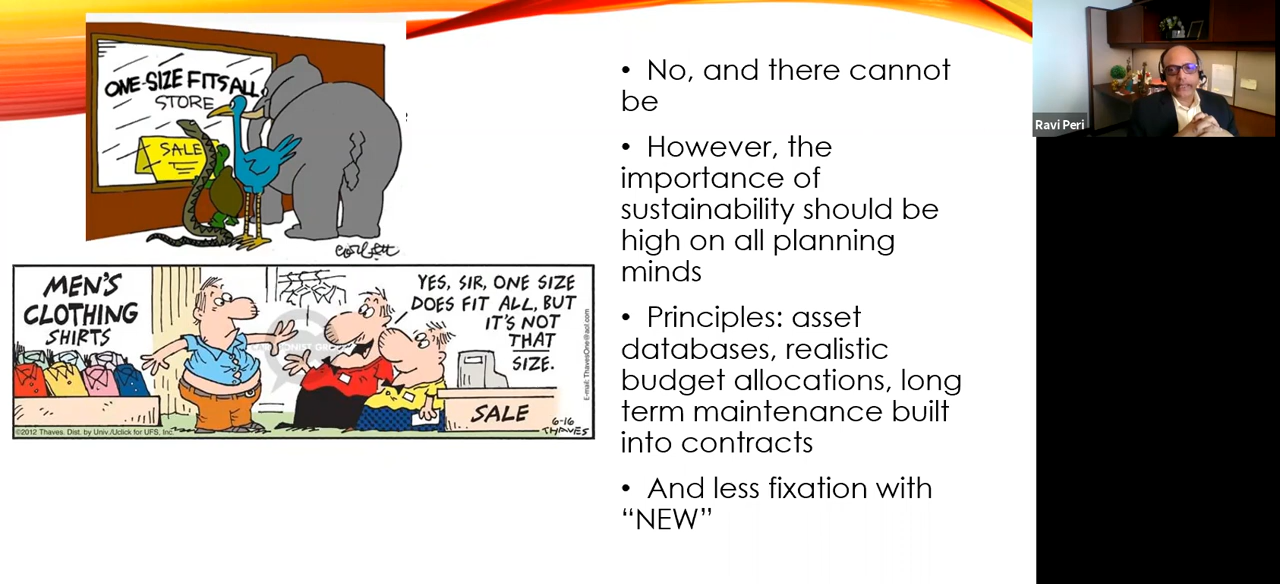 ONE-SIZE FITS ALL
STORE
SALE
Corbett
MEN'S
CLOTHING
SHIRTS
YES, SIR, ONE SIZE
DOES FIT ALL, BUT
IT'S NOT
THAT
SIZE.
SALE
6-16
THAVES
E-mail: ThavesOne@aol.com
©2012 Thaves. Dist. by Univ./Uclick for UFS, Inc.
• No, and there cannot
be
• However, the
importance of
sustainability should be
high on all planning
minds
• Principles: asset
databases, realistic
budget allocations, long
term maintenance built
into contracts
• And less fixation with
“NEW”
Ravi Peri